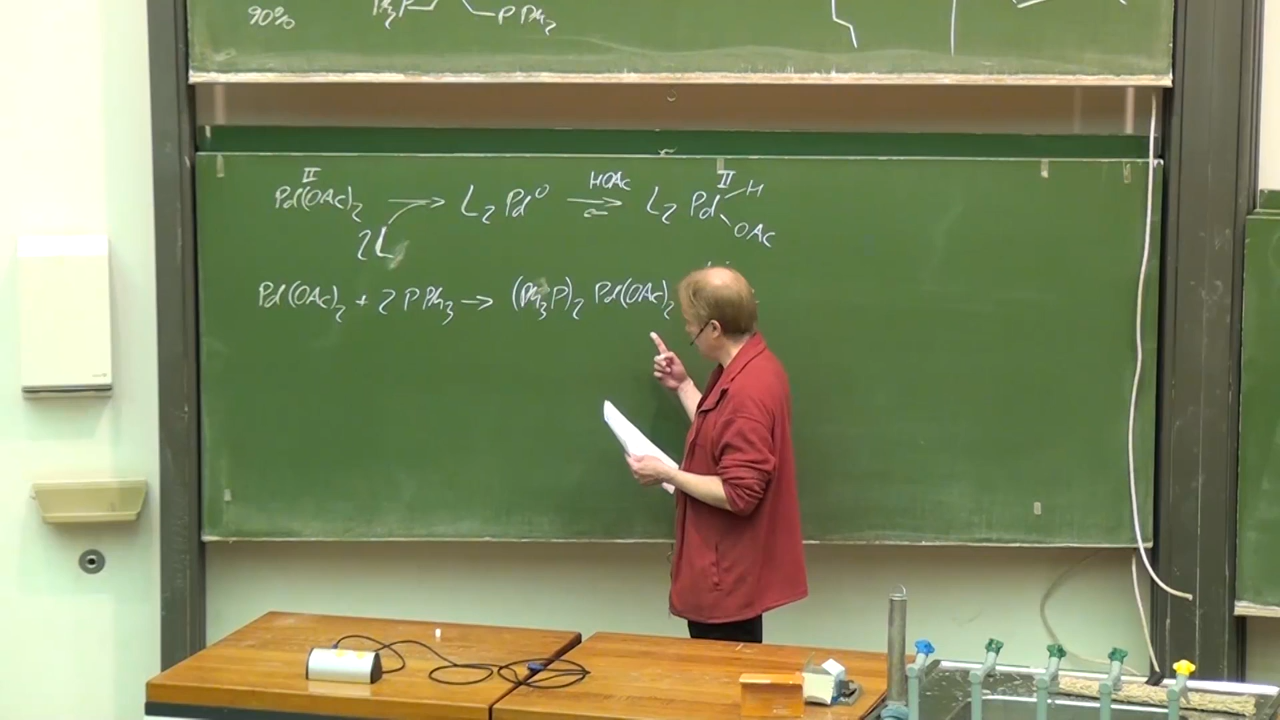 90% Ph₃P PPh₂
II II
Pd(OAc)₂ → L₂Pd⁰ HOAc ⇌ L₂Pd H
2L OAc
Pd(OAc)₂ + 2 PPh₃ → (Ph₃P)₂ Pd(OAc)₂